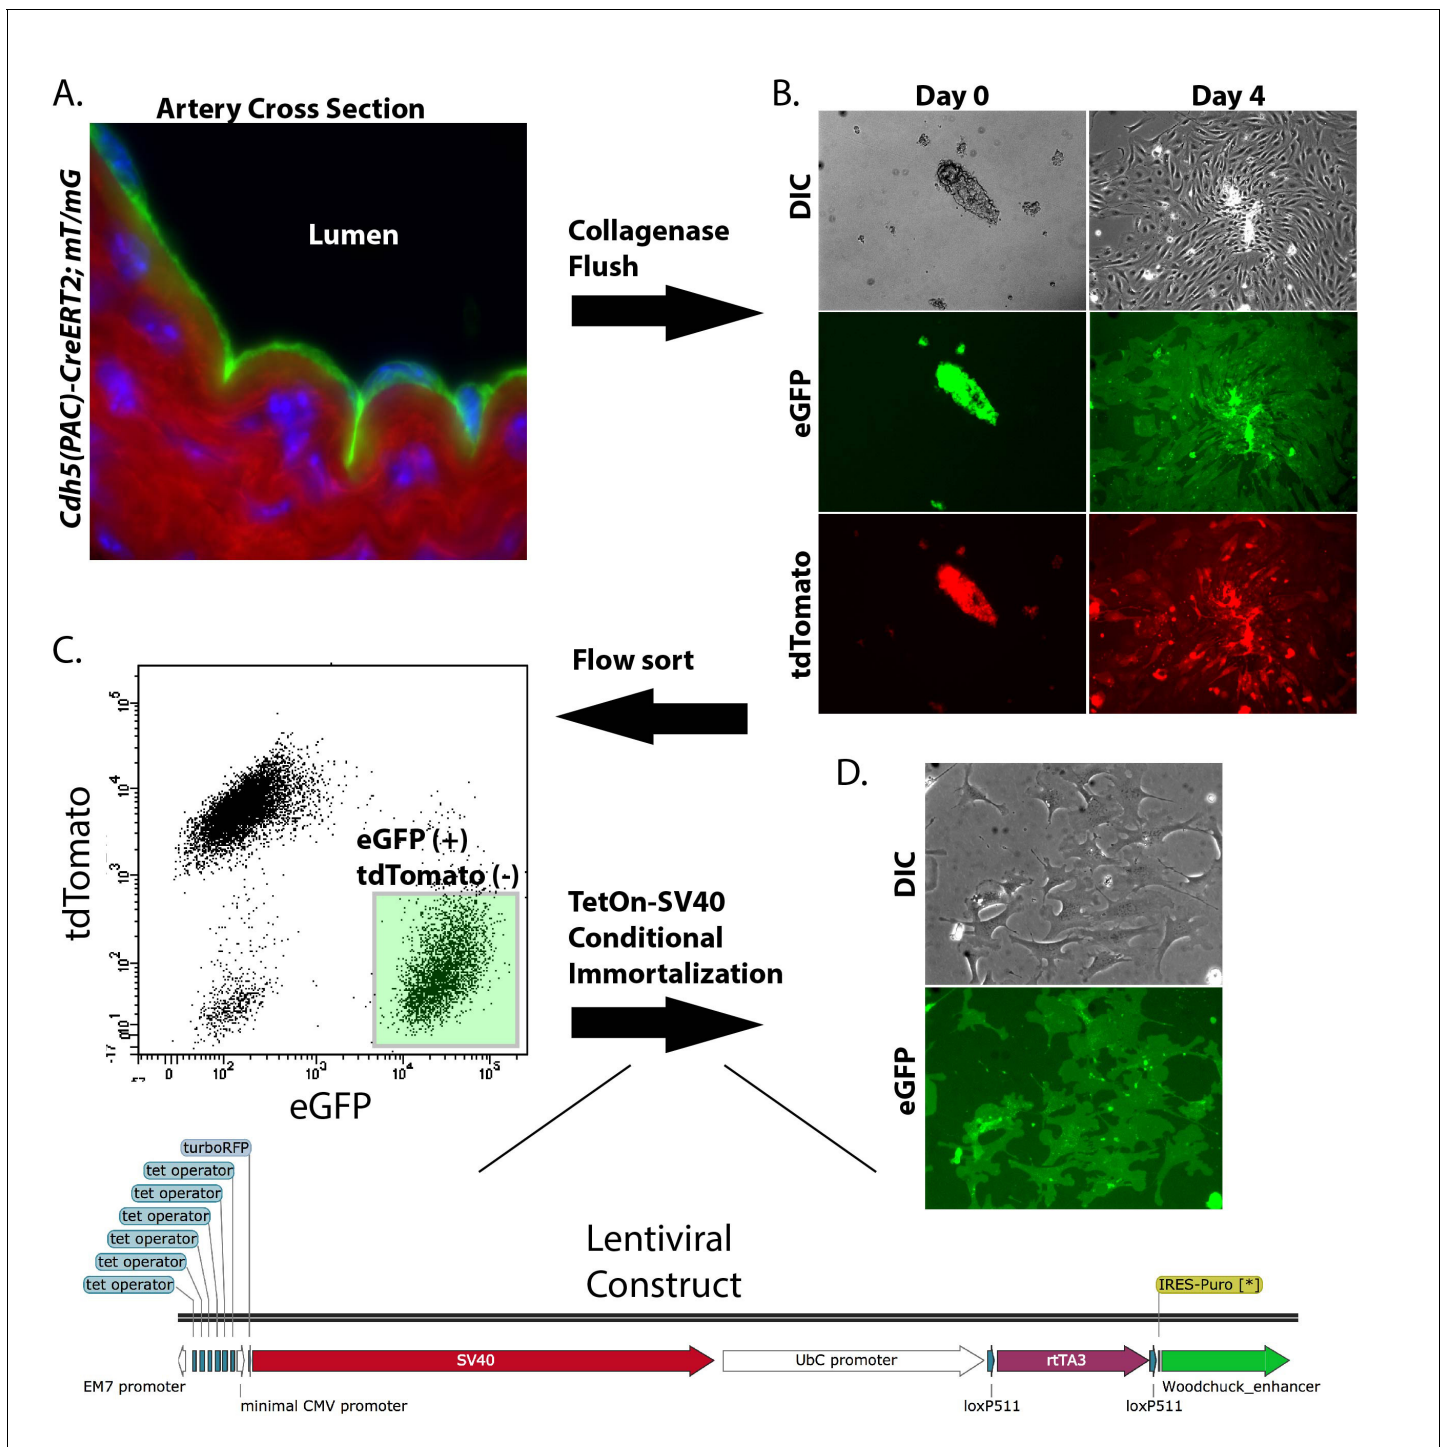 A.
Artery Cross Section
Cdh5(PAC)-CreERT2; mT/mG
Lumen
Collagenase
Flush
B.
Day 0
Day 4
DIC
eGFP
tdTomato
Flow sort
C.
tdTomato
10^5
10^4
10^3
10^2
10^1
0
-17
eGFP (+)
tdTomato (-)
0
10^2
10^3
10^4
10^5
eGFP
TetOn-SV40
Conditional
Immortalization
D.
DIC
eGFP
turboRFP
tet operator
tet operator
tet operator
tet operator
tet operator
tet operator
Lentiviral
Construct
IRES-Puro [*]
SV40
UbC promoter
rtTA3
EM7 promoter
Woodchuck_enhancer
minimal CMV promoter
loxP511
loxP511